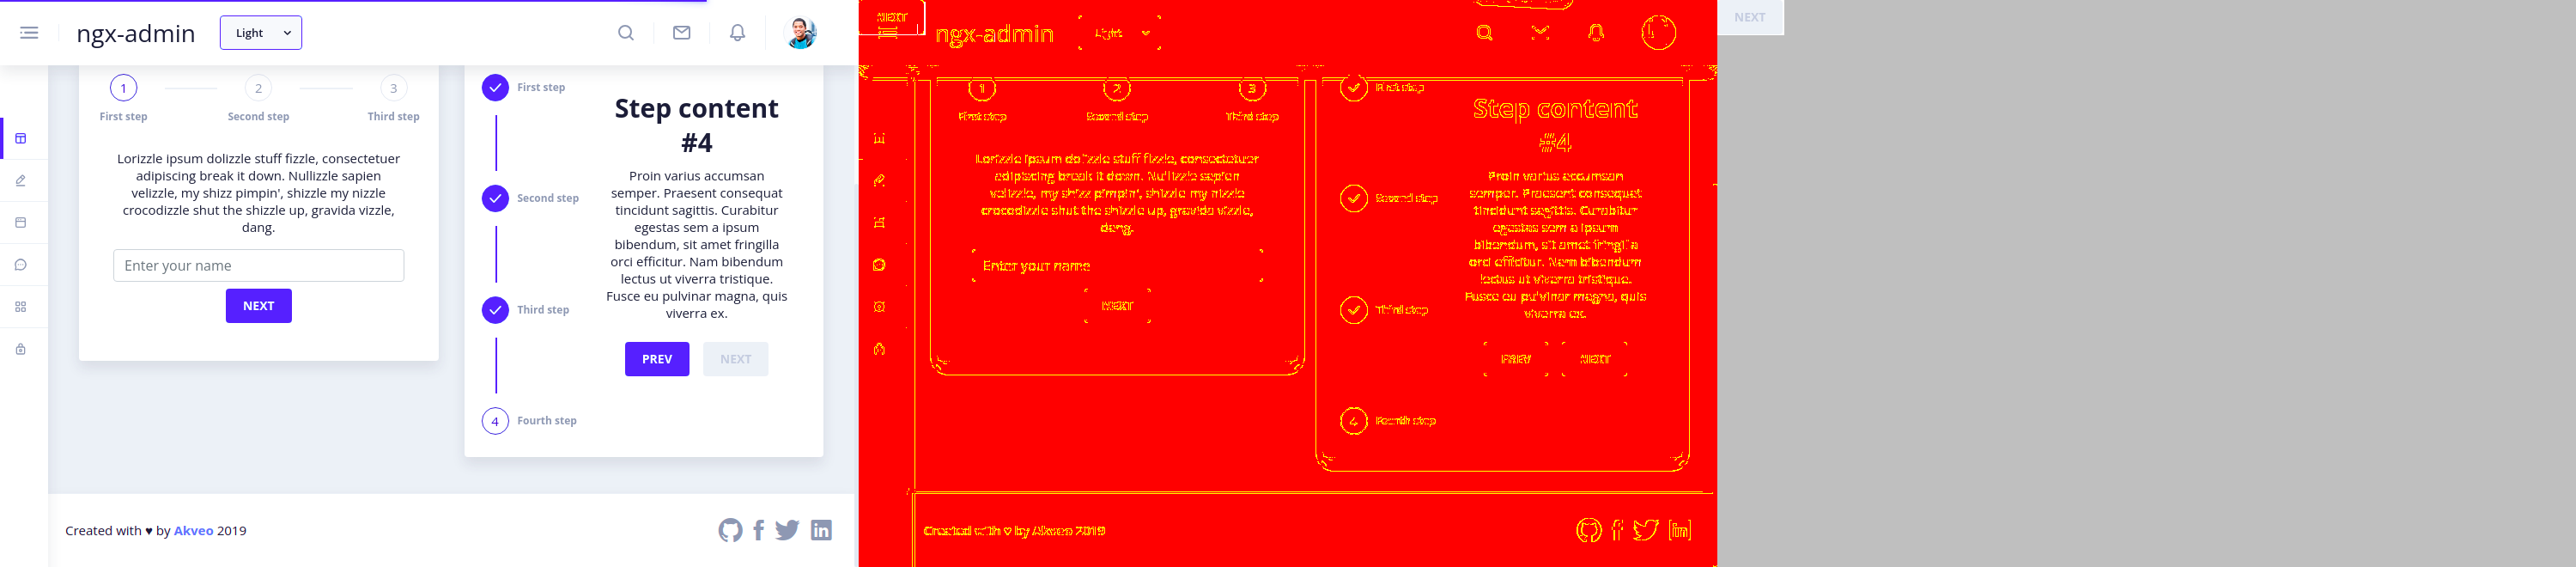 ngx-admin
Light
1
2
3
First step
Second step
Third step
Lorizzle ipsum dolizzle stuff fizzle, consectetuer
adipiscing break it down. Nullizzle sapien
velizzle, my shizz pimpin', shizzle my nizzle
crocodizzle shut the shizzle up, gravida vizzle,
dang.
Enter your name
NEXT
First step
Second step
Third step
4
Fourth step
Step content
#4
Proin varius accumsan
semper. Praesent consequat
tincidunt sagittis. Curabitur
egestas sem a ipsum
bibendum, sit amet fringilla
orci efficitur. Nam bibendum
lectus ut viverra tristique.
Fusce eu pulvinar magna, quis
viverra ex.
PREV
NEXT
Created with ♥ by Akveo 2019
NEXT
ngx-admin
Light
1
2
3
First step
Second step
Third step
Lorizzle ipsum dolizzle stuff fizzle, consectetuer
adipiscing break it down. Nullizzle sapien
velizzle, my shizz pimpin', shizzle my nizzle
crocodizzle shut the shizzle up, gravida vizzle,
dang.
Enter your name
NEXT
First step
Second step
Third step
4
Fourth step
Step content
#4
Proin varius accumsan
semper. Praesent consequat
tincidunt sagittis. Curabitur
egestas sem a ipsum
bibendum, sit amet fringilla
orci efficitur. Nam bibendum
lectus ut viverra tristique.
Fusce eu pulvinar magna, quis
viverra ex.
PREV
NEXT
Created with ♥ by Akveo 2019
NEXT